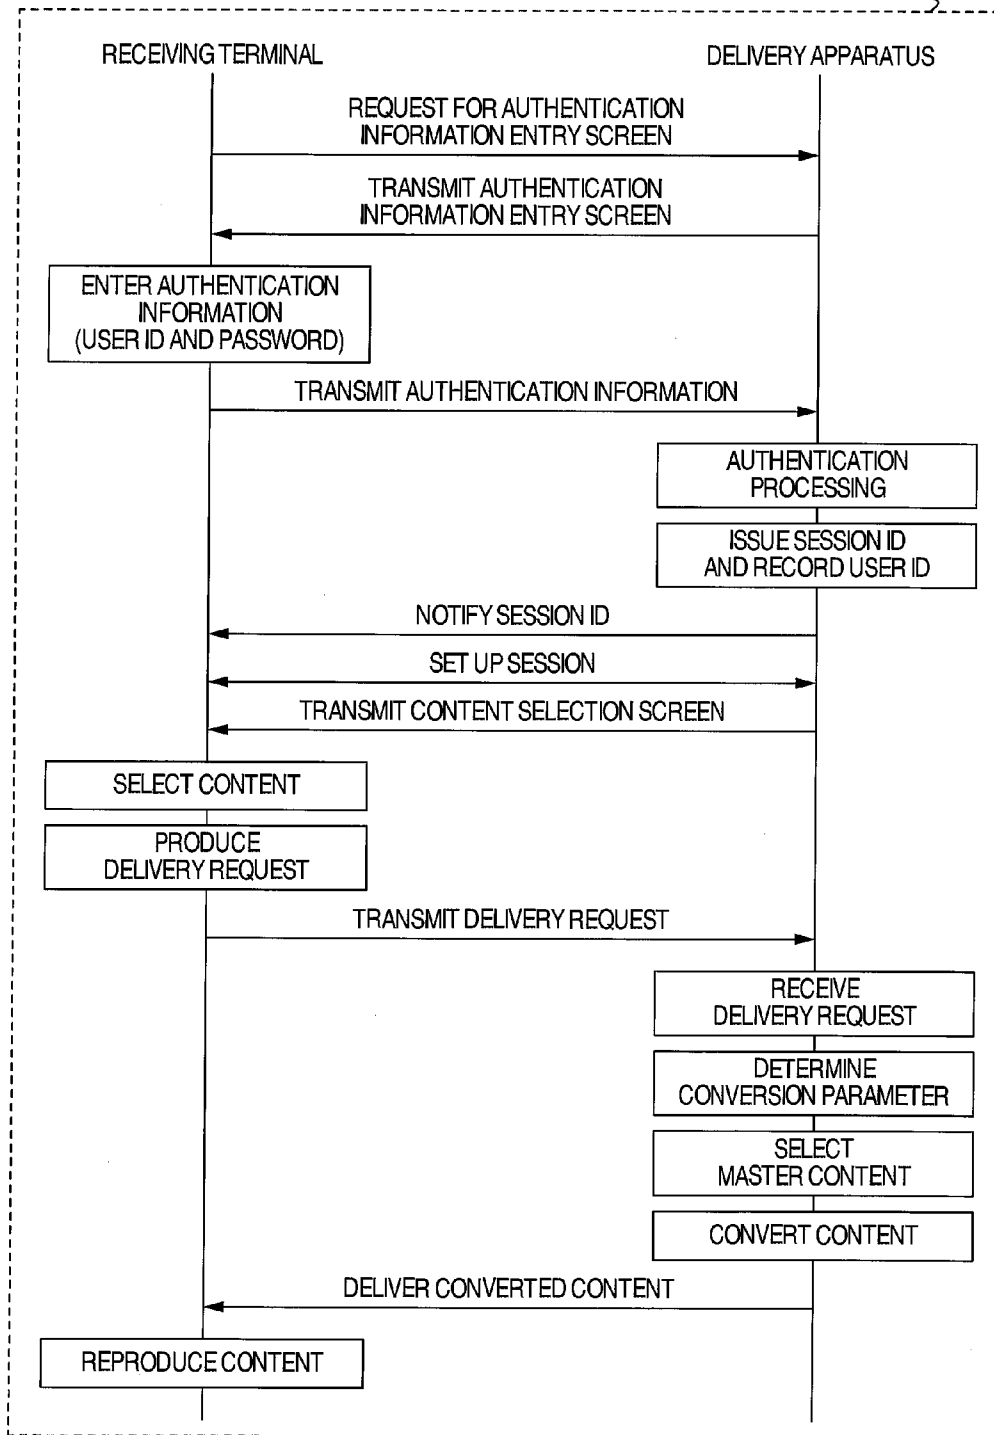 RECEIVING TERMINAL
DELIVERY APPARATUS
REQUEST FOR AUTHENTICATION
INFORMATION ENTRY SCREEN
TRANSMIT AUTHENTICATION
INFORMATION ENTRY SCREEN
ENTER AUTHENTICATION
INFORMATION
(USER ID AND PASSWORD)
TRANSMIT AUTHENTICATION INFORMATION
AUTHENTICATION
PROCESSING
ISSUE SESSION ID
AND RECORD USER ID
NOTIFY SESSION ID
SET UP SESSION
TRANSMIT CONTENT SELECTION SCREEN
SELECT CONTENT
PRODUCE
DELIVERY REQUEST
TRANSMIT DELIVERY REQUEST
RECEIVE
DELIVERY REQUEST
DETERMINE
CONVERSION PARAMETER
SELECT
MASTER CONTENT
CONVERT CONTENT
DELIVER CONVERTED CONTENT
REPRODUCE CONTENT